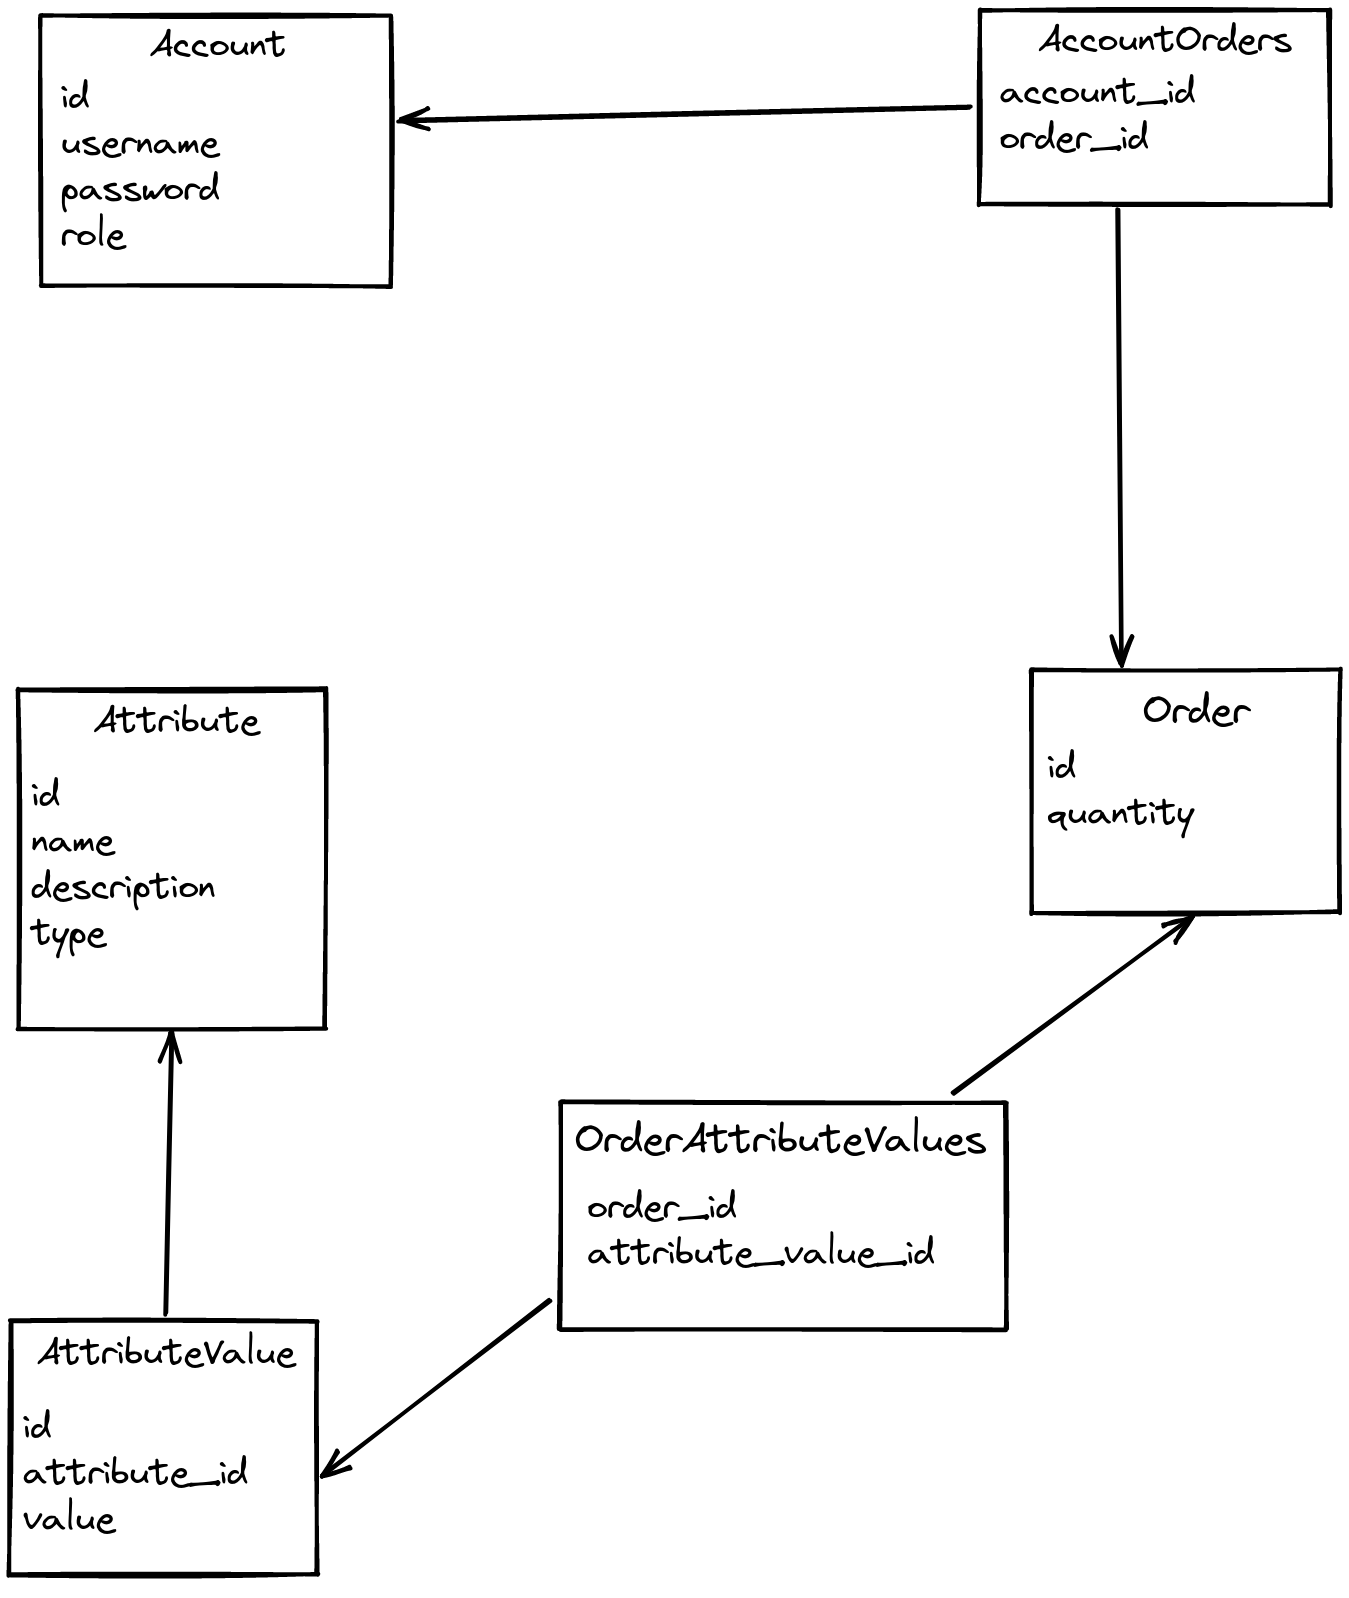 Account
id
username
password
role
AccountOrders
account_id
order_id
Attribute
id
name
description
type
Order
id
quantity
OrderAttributeValues
order_id
attribute_value_id
AttributeValue
id
attribute_id
value